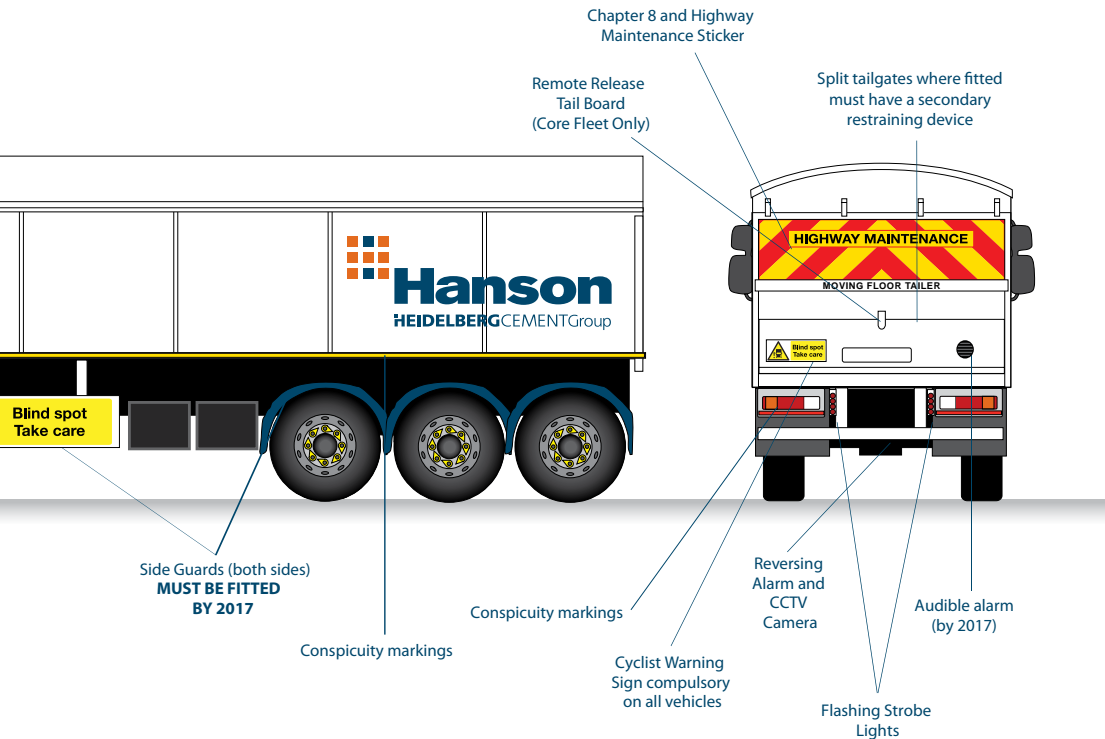 Chapter 8 and Highway
Maintenance Sticker
Remote Release
Tail Board
(Core Fleet Only)
Split tailgates where fitted
must have a secondary
restraining device
HIGHWAY MAINTENANCE
MOVING FLOOR TAILER
Hanson
HEIDELBERGCEMENTGroup
Blind spot
Take care
Blind spot
Take care
Side Guards (both sides)
MUST BE FITTED
BY 2017
Conspicuity markings
Conspicuity markings
Cyclist Warning
Sign compulsory
on all vehicles
Reversing
Alarm and
CCTV
Camera
Audible alarm
(by 2017)
Flashing Strobe
Lights